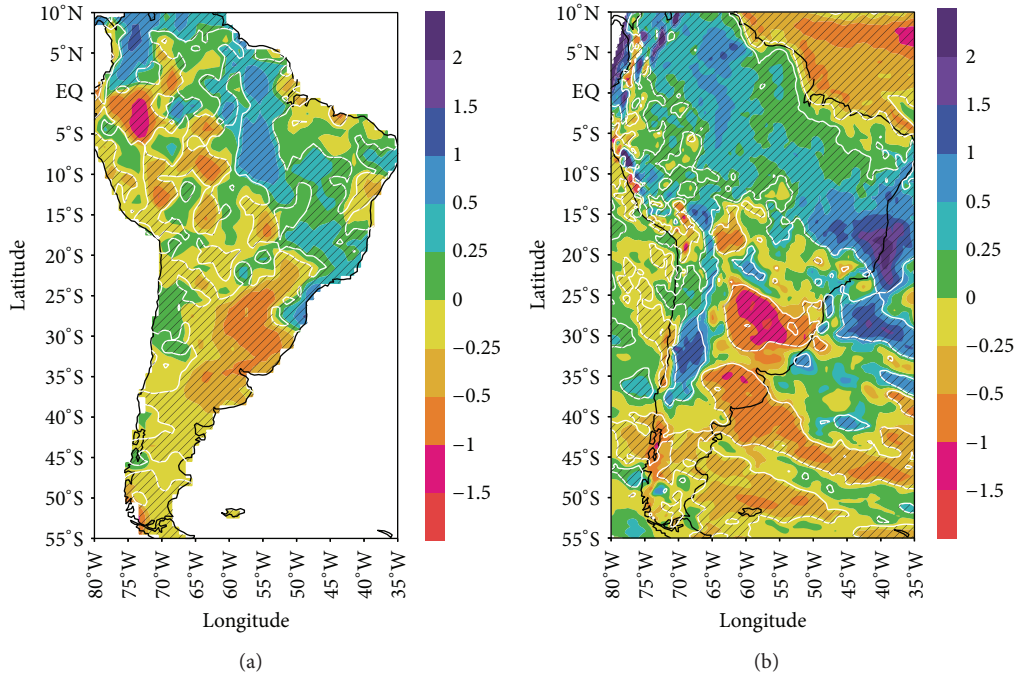 10°N
5°N
EQ
5°S
10°S
15°S
20°S
25°S
30°S
35°S
40°S
45°S
50°S
55°S
Latitude
80°W
75°W
70°W
65°W
60°W
55°W
50°W
45°W
40°W
35°W
Longitude
2
1.5
1
0.5
0.25
0
−0.25
−0.5
−1
−1.5
(a)
10°N
5°N
EQ
5°S
10°S
15°S
20°S
25°S
30°S
35°S
40°S
45°S
50°S
55°S
Latitude
80°W
75°W
70°W
65°W
60°W
55°W
50°W
45°W
40°W
35°W
Longitude
2
1.5
1
0.5
0.25
0
−0.25
−0.5
−1
−1.5
(b)